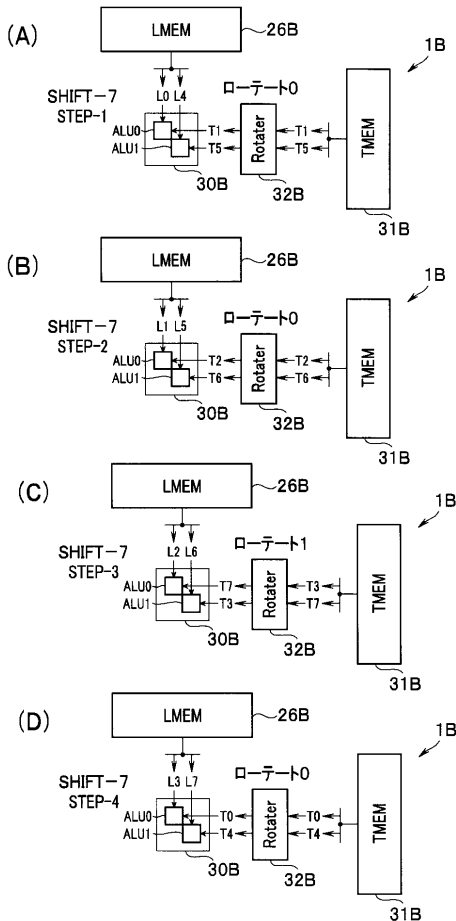 (A)
LMEM
26B
1B
SHIFT-7
STEP-1
L0 L4
ローテート0
ALU0
ALU1
T1
T5
Rotater
T1
T5
TMEM
30B
32B
31B
(B)
LMEM
26B
1B
SHIFT-7
STEP-2
L1 L5
ローテート0
ALU0
ALU1
T2
T6
Rotater
T2
T6
TMEM
30B
32B
31B
(C)
LMEM
26B
1B
SHIFT-7
STEP-3
L2 L6
ローテート1
ALU0
ALU1
T7
T3
Rotater
T3
T7
TMEM
30B
32B
31B
(D)
LMEM
26B
1B
SHIFT-7
STEP-4
L3 L7
ローテート0
ALU0
ALU1
T0
T4
Rotater
T0
T4
TMEM
30B
32B
31B